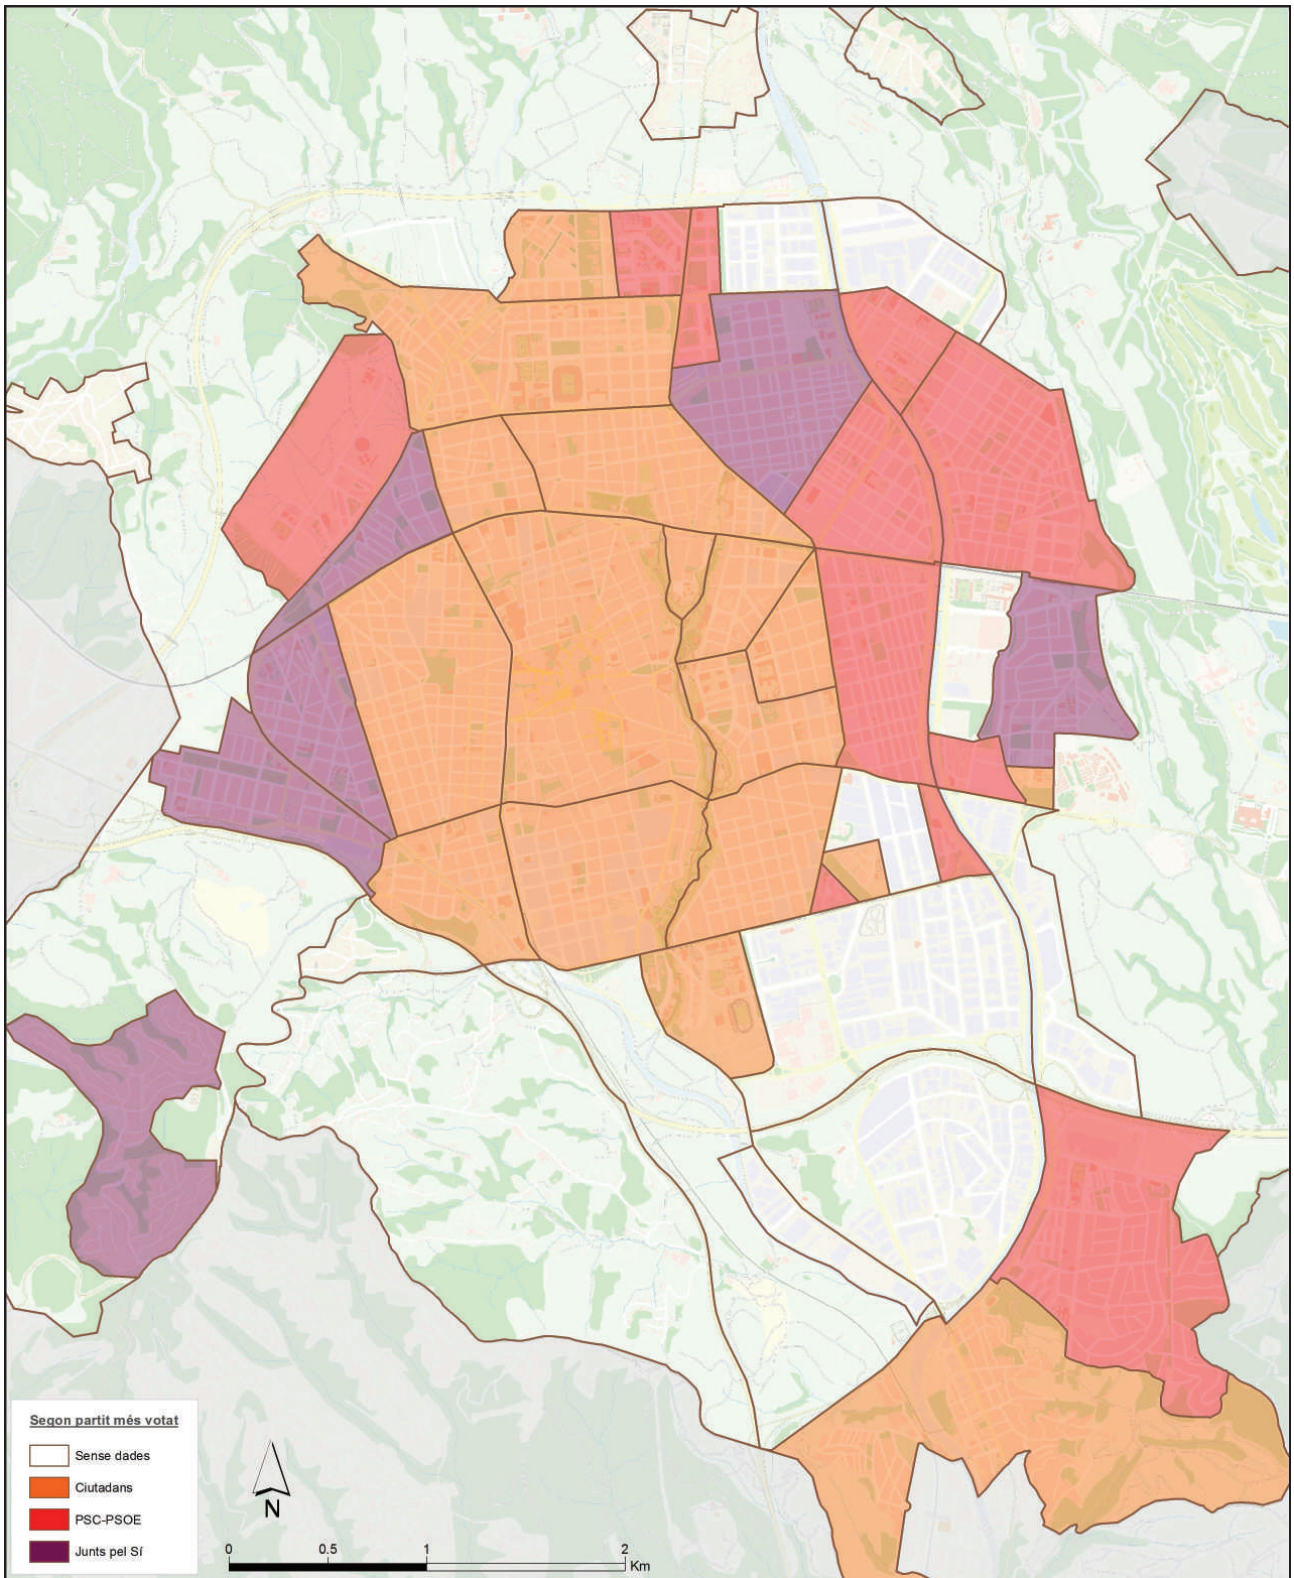 Segon partit més votat
Sense dades
Ciutadans
PSC-PSOE
Junts pel Sí
N
0 0.5 1 2
Km